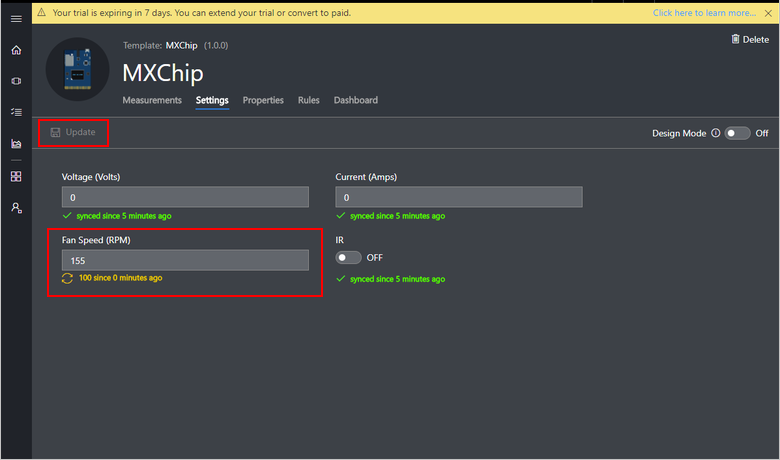 Your trial is expiring in 7 days. You can extend your trial or convert to paid.
Click here to learn more...
Delete
Template: MXChip (1.0.0)
MXChip
Measurements Settings Properties Rules Dashboard
Update
Design Mode Off
Voltage (Volts)
0
synced since 5 minutes ago
Current (Amps)
0
synced since 5 minutes ago
Fan Speed (RPM)
155
100 since 0 minutes ago
IR
OFF
synced since 5 minutes ago